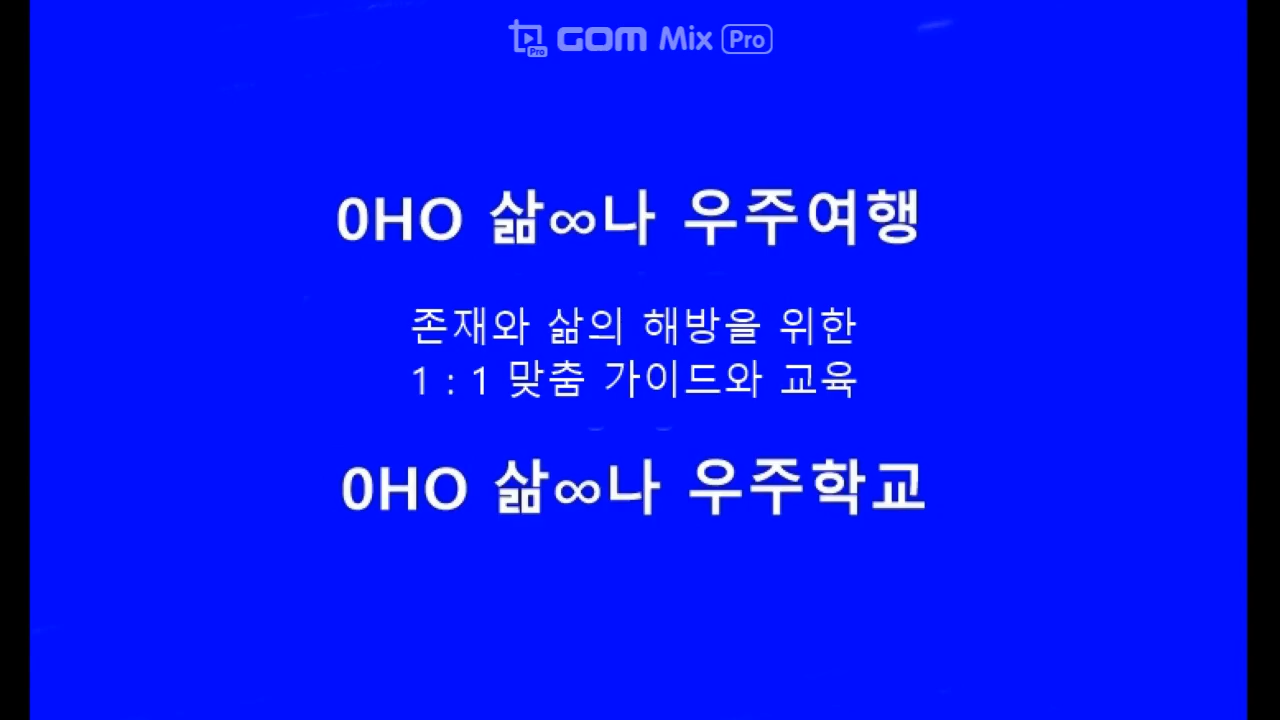 GOM Mix Pro
0HO 삶∞나 우주여행
존재와 삶의 해방을 위한
1 : 1 맞춤 가이드와 교육
0HO 삶∞나 우주학교